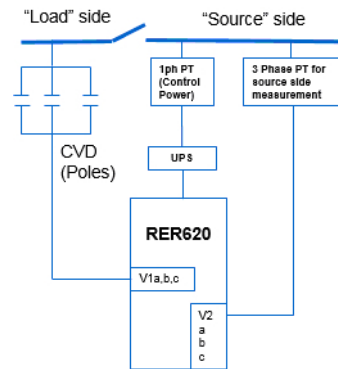 “Load” side
“Source” side
1ph PT
(Control
Power)
3 Phase PT for
source side
measurement
CVD
(Poles)
UPS
RER620
V1a,b,c
V2
a
b
c